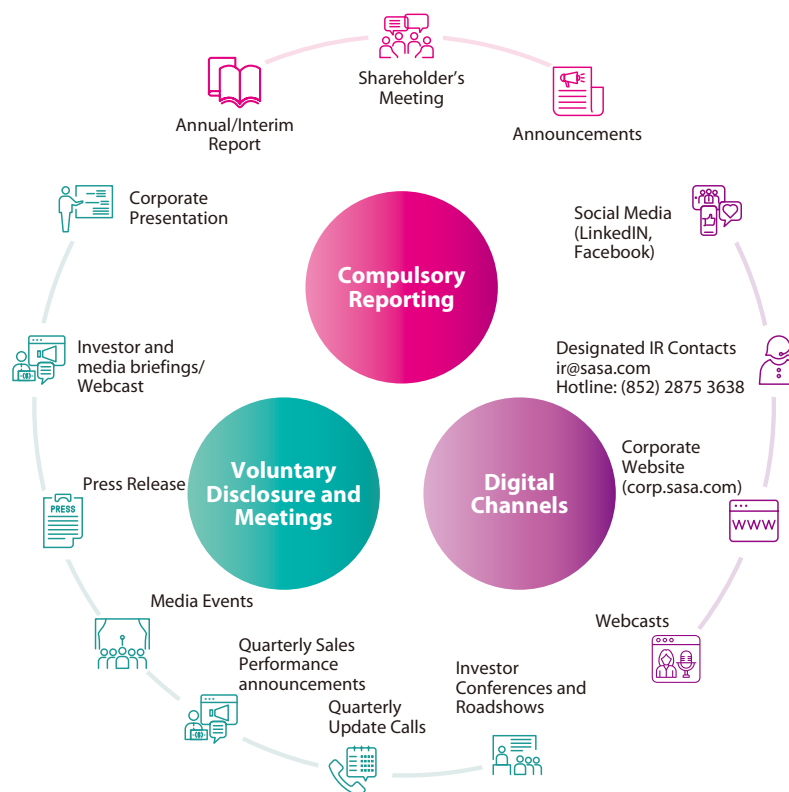 Shareholder's
Meeting
Annual/Interim
Report
Announcements
Corporate
Presentation
Social Media
(LinkedIN,
Facebook)
Compulsory
Reporting
Investor and
media briefings/
Webcast
Designated IR Contacts
ir@sasa.com
Hotline: (852) 2875 3638
Voluntary
Disclosure and
Meetings
Digital
Channels
Corporate
Website
(corp.sasa.com)
Press Release
PRESS
WWW
Media Events
Webcasts
Quarterly Sales
Performance
announcements
Quarterly
Update Calls
Investor
Conferences and
Roadshows